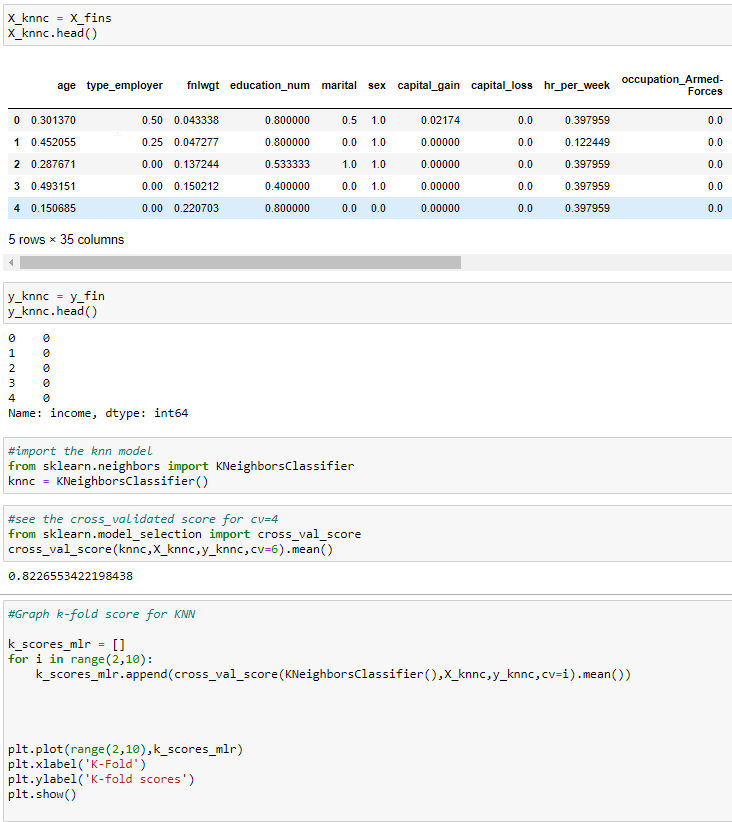 X_knnc = X_fins
X_knnc.head()
age type_employer fnlwgt education_num marital sex capital_gain capital_loss hr_per_week occupation_Armed-Forces
0 0.301370 0.50 0.043338 0.800000 0.5 1.0 0.02174 0.0 0.397959 0.0
1 0.452055 0.25 0.047277 0.800000 0.0 1.0 0.00000 0.0 0.122449 0.0
2 0.287671 0.00 0.137244 0.533333 1.0 1.0 0.00000 0.0 0.397959 0.0
3 0.493151 0.00 0.150212 0.400000 0.0 1.0 0.00000 0.0 0.397959 0.0
4 0.150685 0.00 0.220703 0.800000 0.0 0.0 0.00000 0.0 0.397959 0.0
5 rows × 35 columns
y_knnc = y_fin
y_knnc.head()
0 0
1 0
2 0
3 0
4 0
Name: income, dtype: int64
#import the knn model
from sklearn.neighbors import KNeighborsClassifier
knnc = KNeighborsClassifier()
#see the cross_validated score for cv=4
from sklearn.model_selection import cross_val_score
cross_val_score(knnc,X_knnc,y_knnc,cv=6).mean()
0.8226553422198438
#Graph k-fold score for KNN
k_scores_mlr = []
for i in range(2,10):
    k_scores_mlr.append(cross_val_score(KNeighborsClassifier(),X_knnc,y_knnc,cv=i).mean())
plt.plot(range(2,10),k_scores_mlr)
plt.xlabel('K-Fold')
plt.ylabel('K-fold scores')
plt.show()